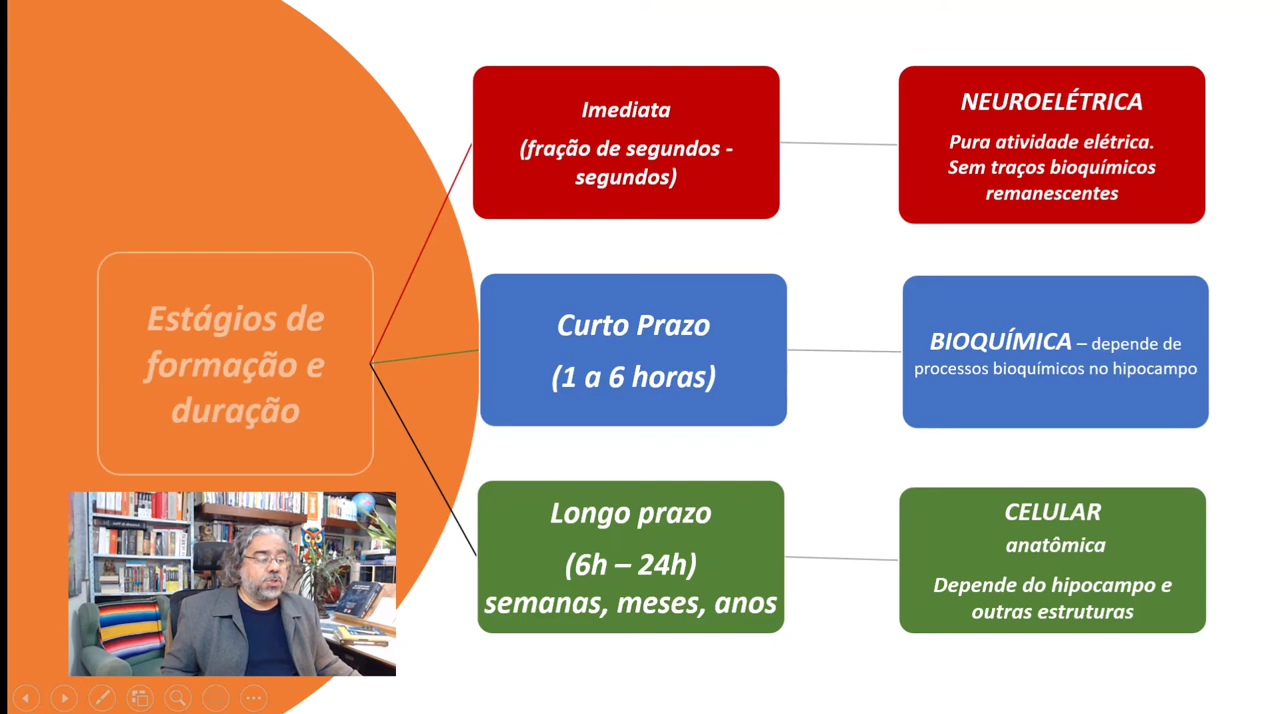 Imediata
(fração de segundos -
segundos)
NEUROELÉTRICA
Pura atividade elétrica.
Sem traços bioquímicos
remanescentes
Estágios de
formação e
duração
Curto Prazo
(1 a 6 horas)
BIOQUÍMICA – depende de
processos bioquímicos no hipocampo
Longo prazo
(6h – 24h)
semanas, meses, anos
CELULAR
anatômica
Depende do hipocampo e
outras estruturas